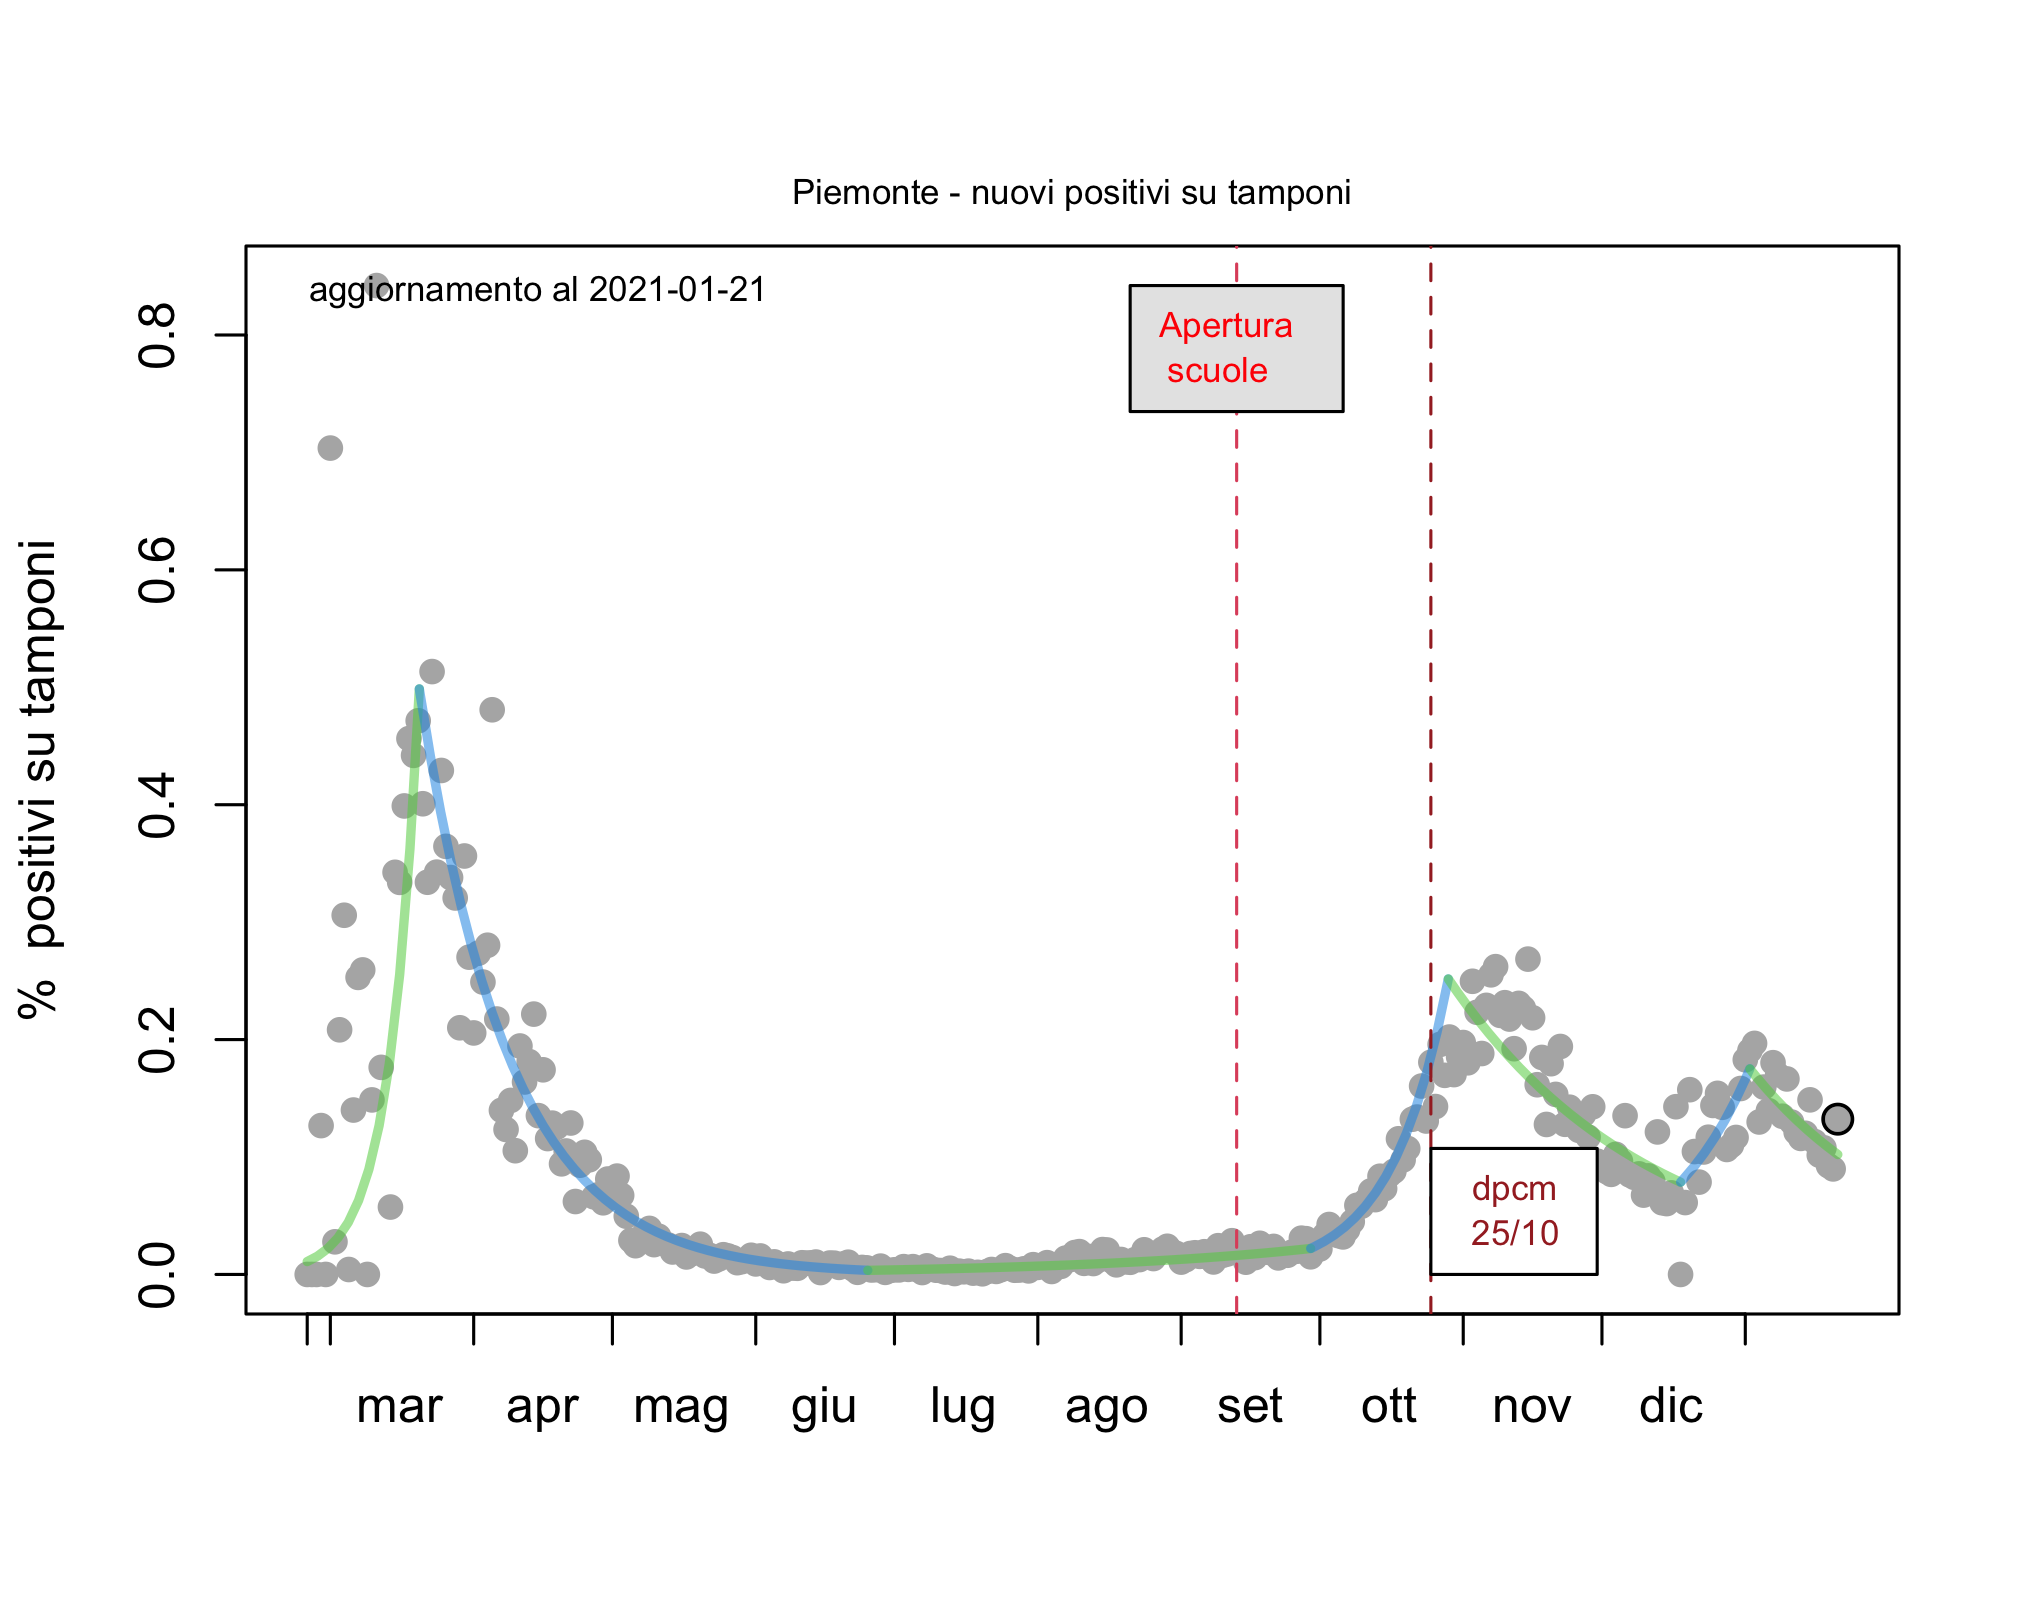 Piemonte - nuovi positivi su tamponi
aggiornamento al 2021-01-21
Apertura
scuole
dpcm
25/10
% positivi su tamponi
0.8
0.6
0.4
0.2
0.0
mar apr mag giu lug ago set ott nov dic